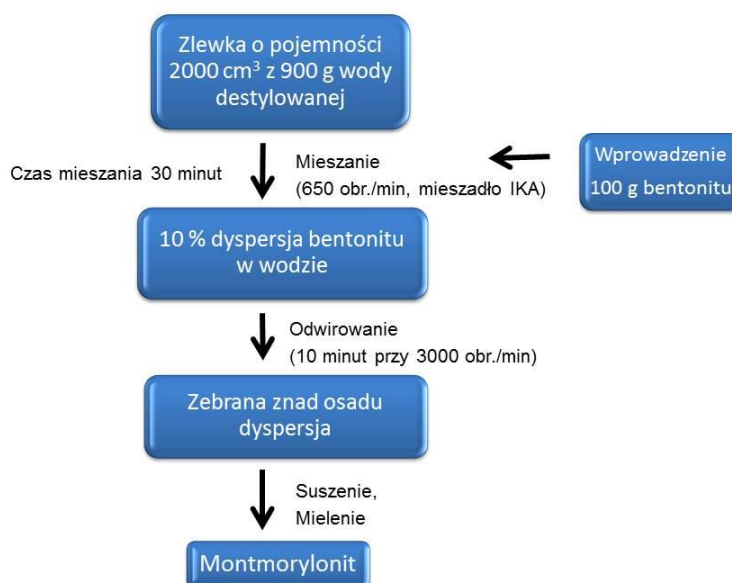 Zlewka o pojemności
2000 cm³ z 900 g wody
destylowanej
Czas mieszania 30 minut
Mieszanie
(650 obr./min, mieszadło IKA)
Wprowadzenie
100 g bentonitu
10 % dyspersja bentonitu
w wodzie
Odwirowanie
(10 minut przy 3000 obr./min)
Zebrana znad osadu
dyspersja
Suszenie,
Mielenie
Montmorylonit